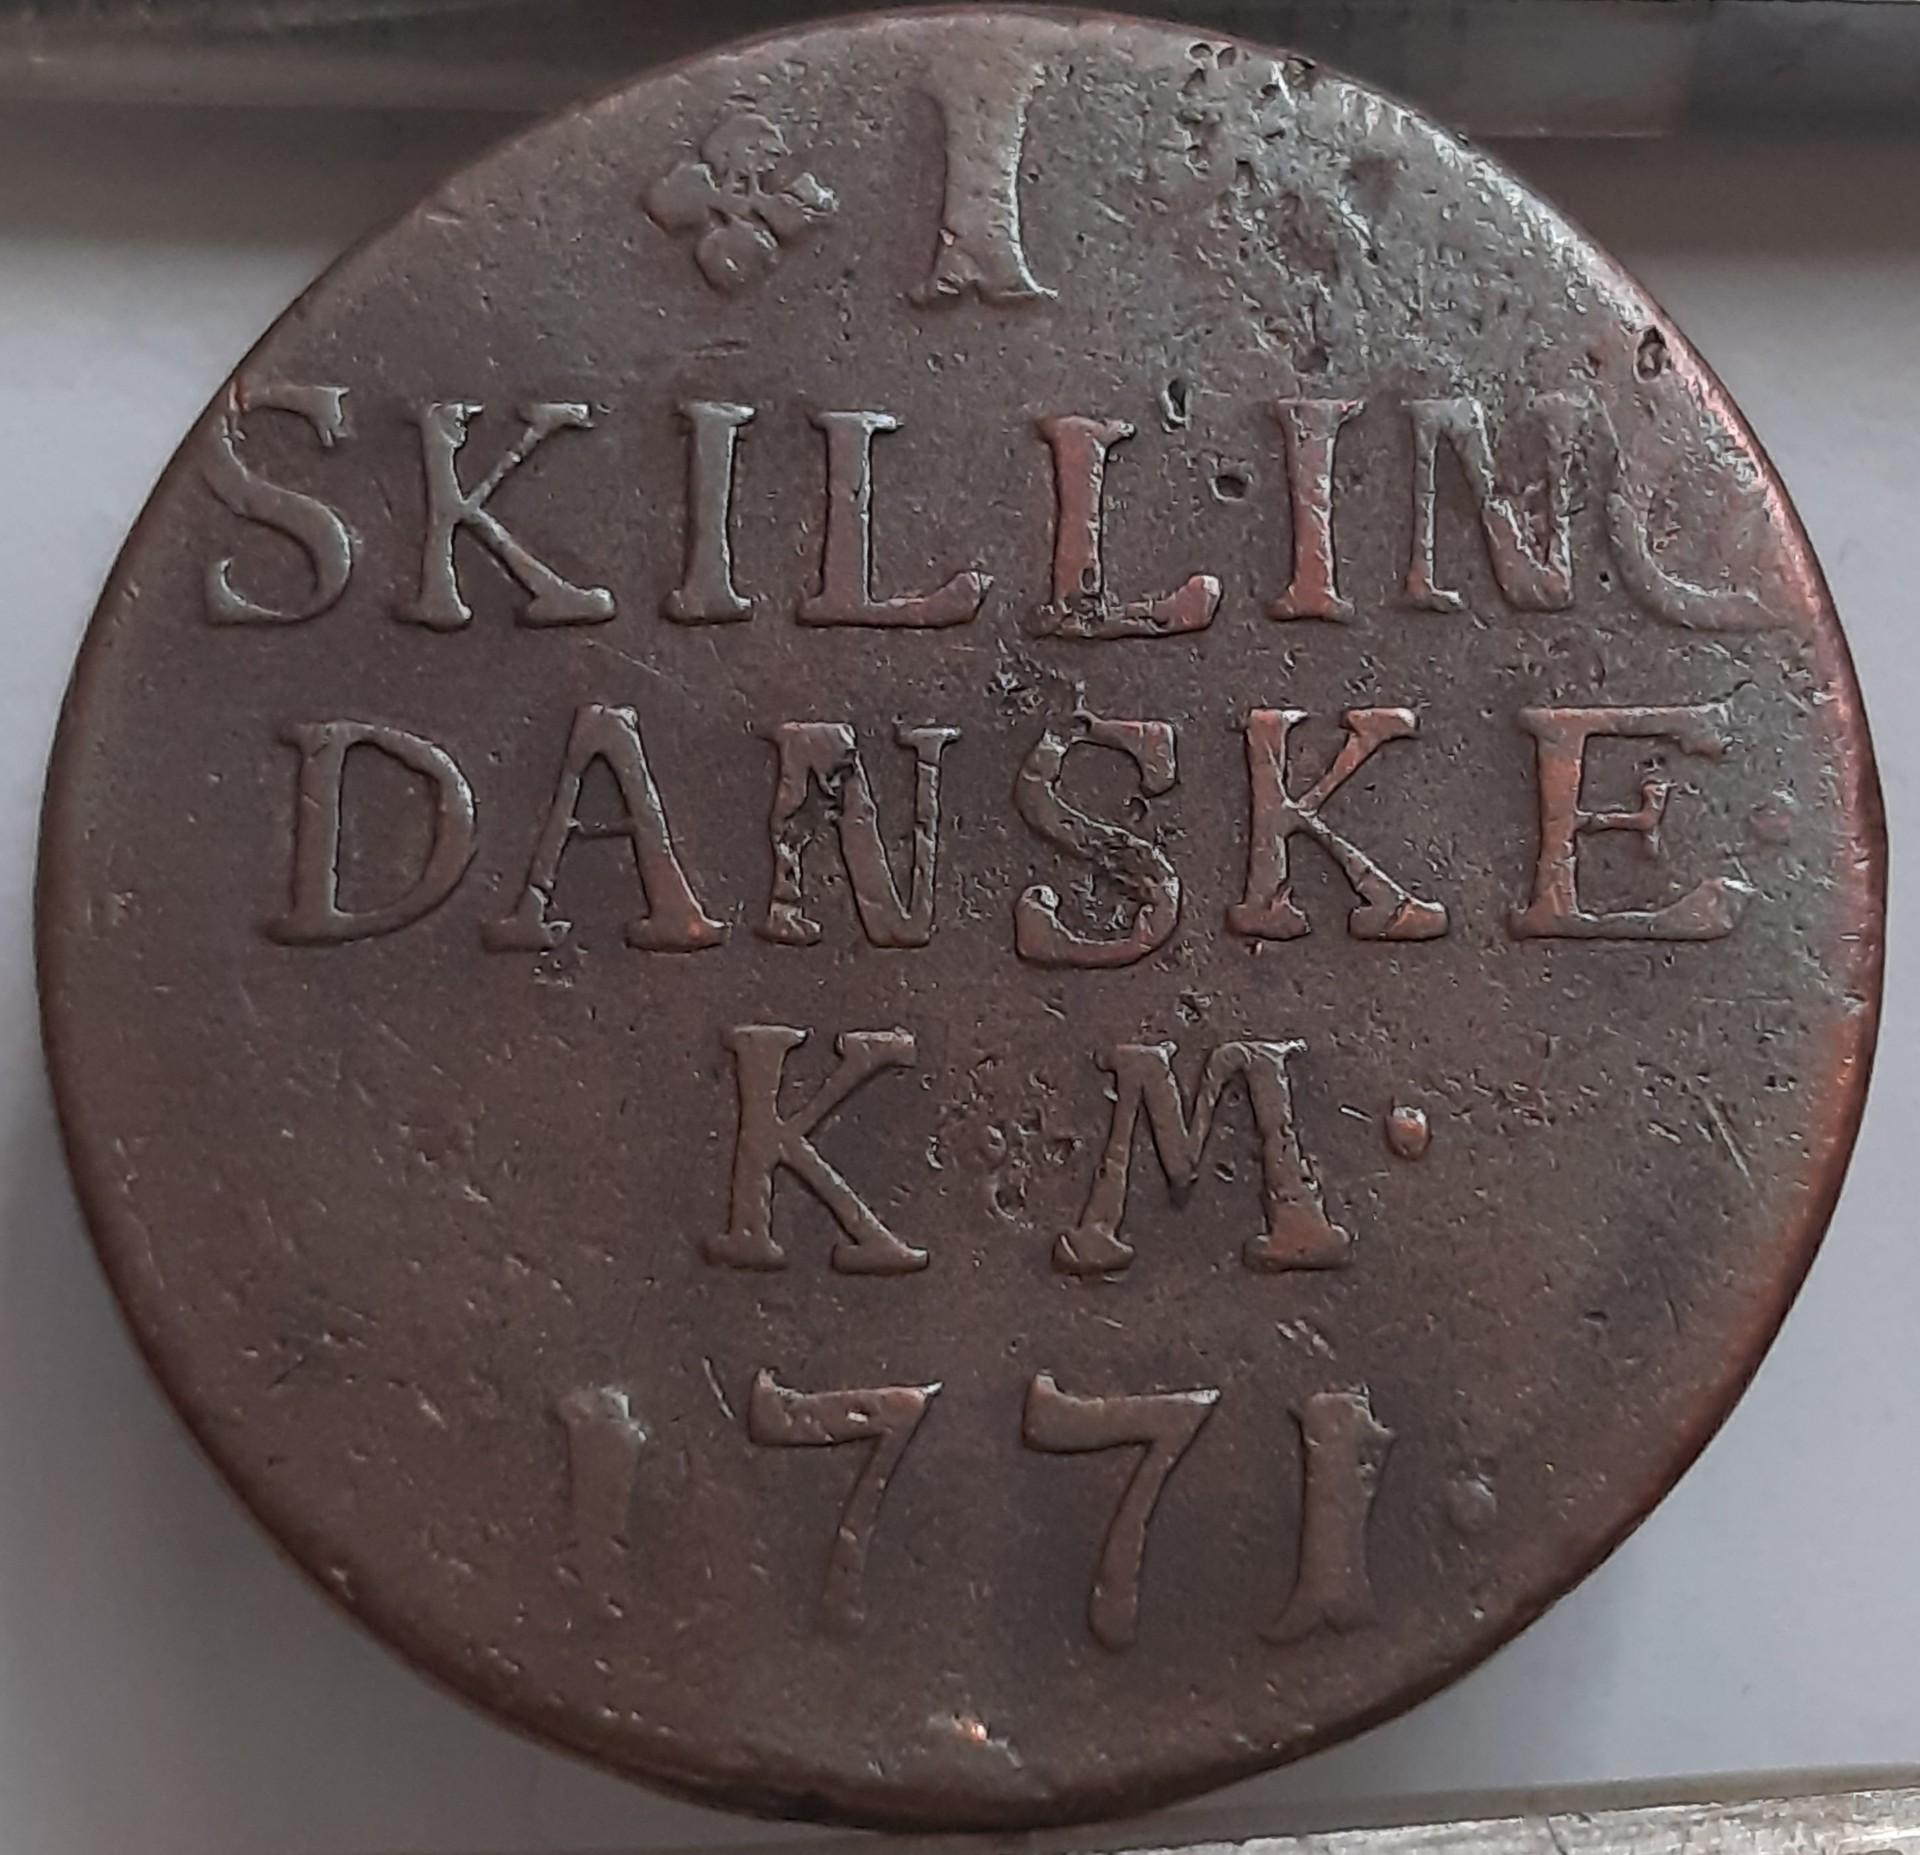 1
SKILLING
DANSKE·
K·M·
1771·